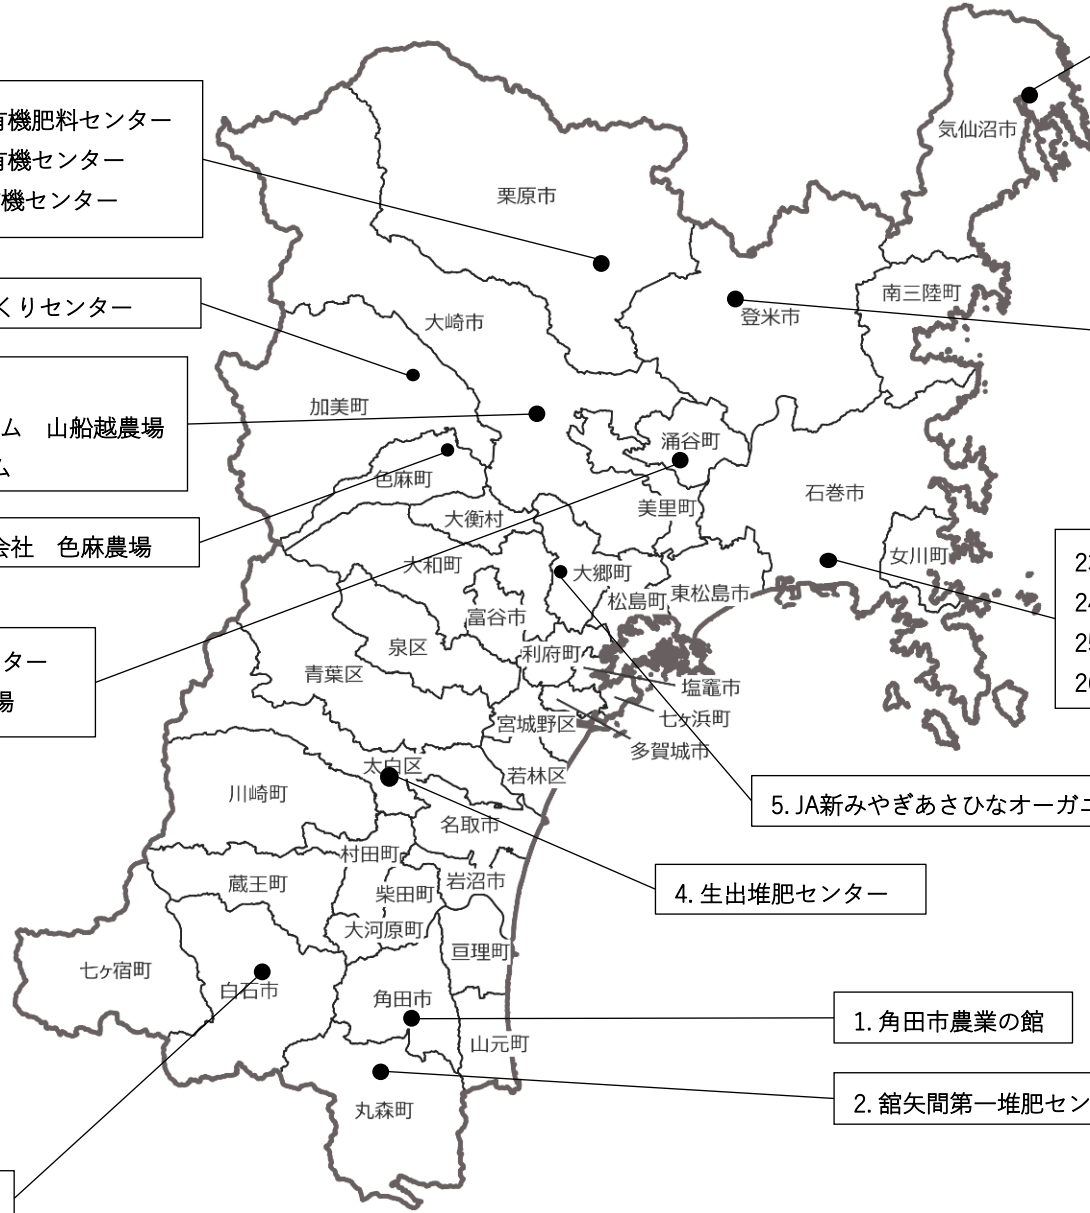 有機肥料センター
有機センター
機センター
くりセンター
ム 山船越農場
ム
会社 色麻農場
ター
場
気仙沼市
栗原市
南三陸町
登米市
大崎市
加美町
涌谷町
色麻町
石巻市
美里町
大衡村
女川町
大和町
大郷町
東松島市
松島町
富谷市
泉区
利府町
青葉区
塩竈市
七ヶ浜町
宮城野区
多賀城市
太白区
若林区
川崎町
名取市
村田町
岩沼市
蔵王町
柴田町
大河原町
亘理町
七ヶ宿町
白石市
角田市
山元町
丸森町
23
24
25
26
5. JA新みやぎあさひなオーガニ
4. 生出堆肥センター
1. 角田市農業の館
2. 舘矢間第一堆肥セン